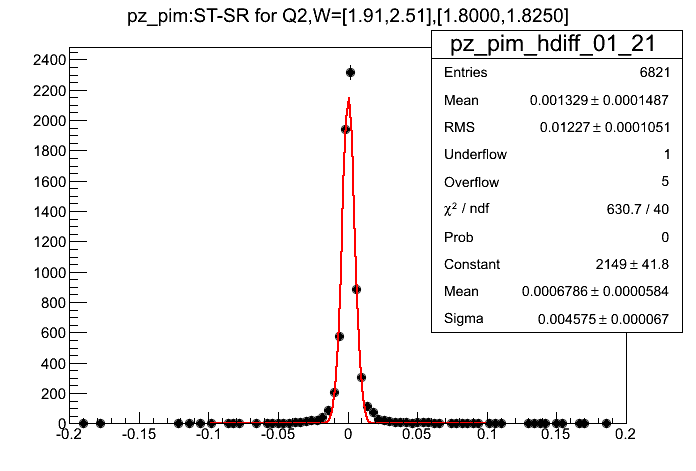 pz_pim:ST-SR for Q2,W=[1.91,2.51],[1.8000,1.8250]
pz_pim_hdiff_01_21
Entries 6821
Mean 0.001329 ± 0.0001487
RMS 0.01227 ± 0.0001051
Underflow 1
Overflow 5
χ² / ndf 630.7 / 40
Prob 0
Constant 2149 ± 41.8
Mean 0.0006786 ± 0.0000584
Sigma 0.004575 ± 0.000067
2400
2200
2000
1800
1600
1400
1200
1000
800
600
400
200
0
-0.2 -0.15 -0.1 -0.05 0 0.05 0.1 0.15 0.2